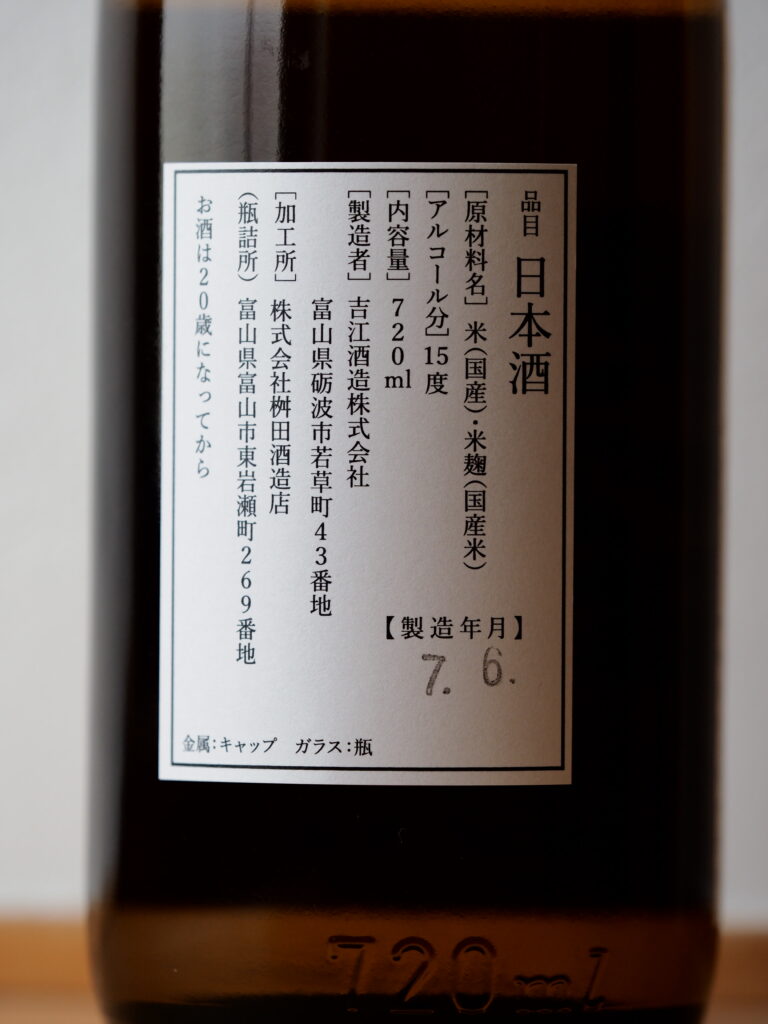 品目 日本酒
[原材料名] 米(国産)・米麹(国産米)
[アルコール分] 15度
[内容量] 720ml
[製造者] 吉江酒造株式会社
富山県砺波市若草町43番地
[加工所] 株式会社桝田酒造店
(瓶詰所) 富山県富山市東岩瀬町269番地
お酒は20歳になってから
【製造年月】
7. 6.
金属:キャップ ガラス:瓶
720ml